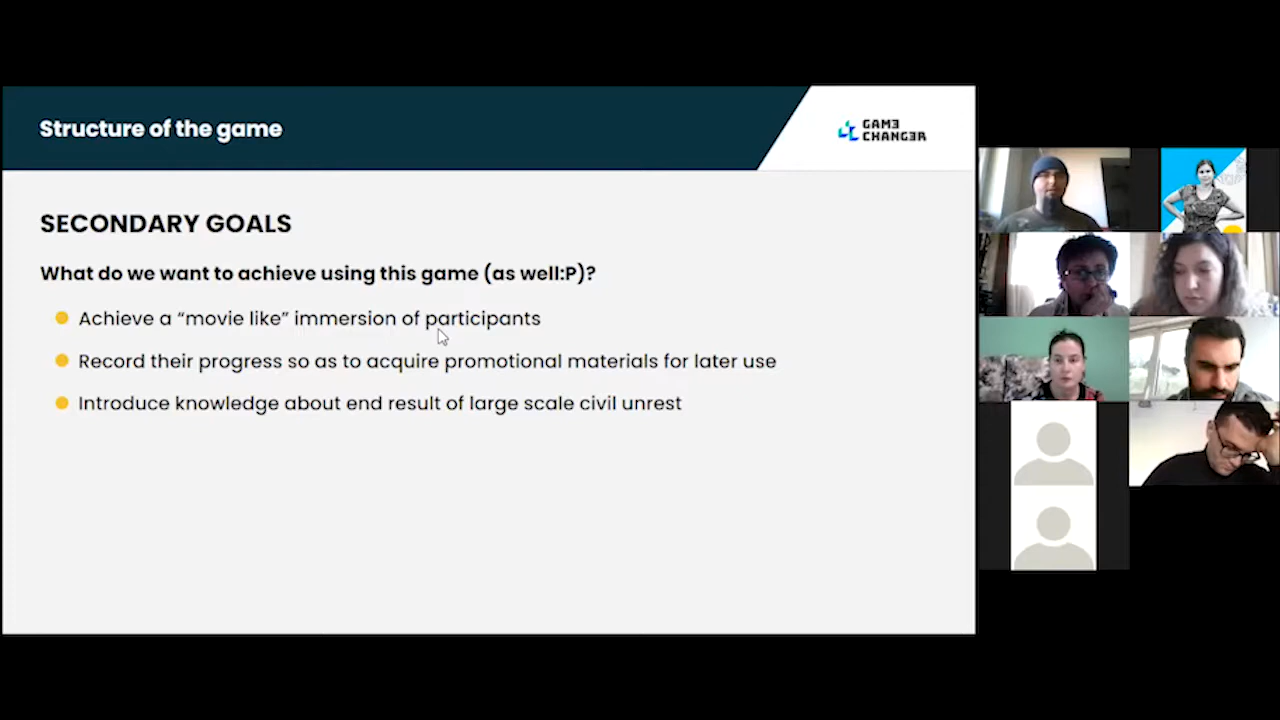 Structure of the game
GAME
CHANGER
SECONDARY GOALS
What do we want to achieve using this game (as well:P)?
Achieve a “movie like” immersion of participants
Record their progress so as to acquire promotional materials for later use
Introduce knowledge about end result of large scale civil unrest